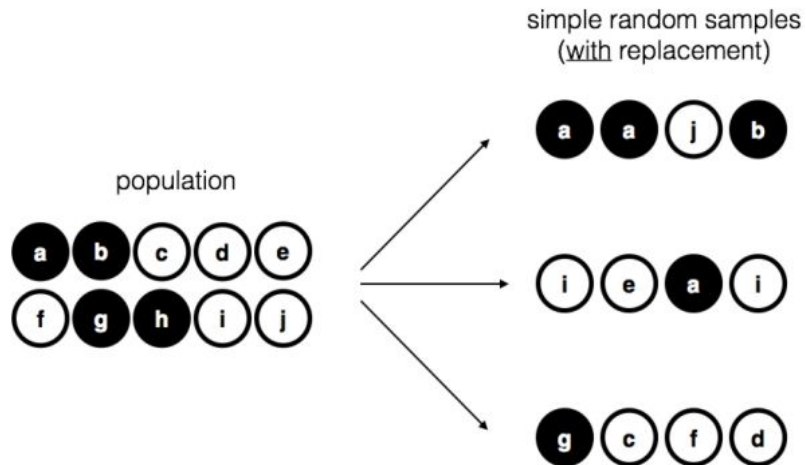 simple random samples
(with replacement)
a a j b
population
a b c d e
i e a i
f g h i j
g c f d